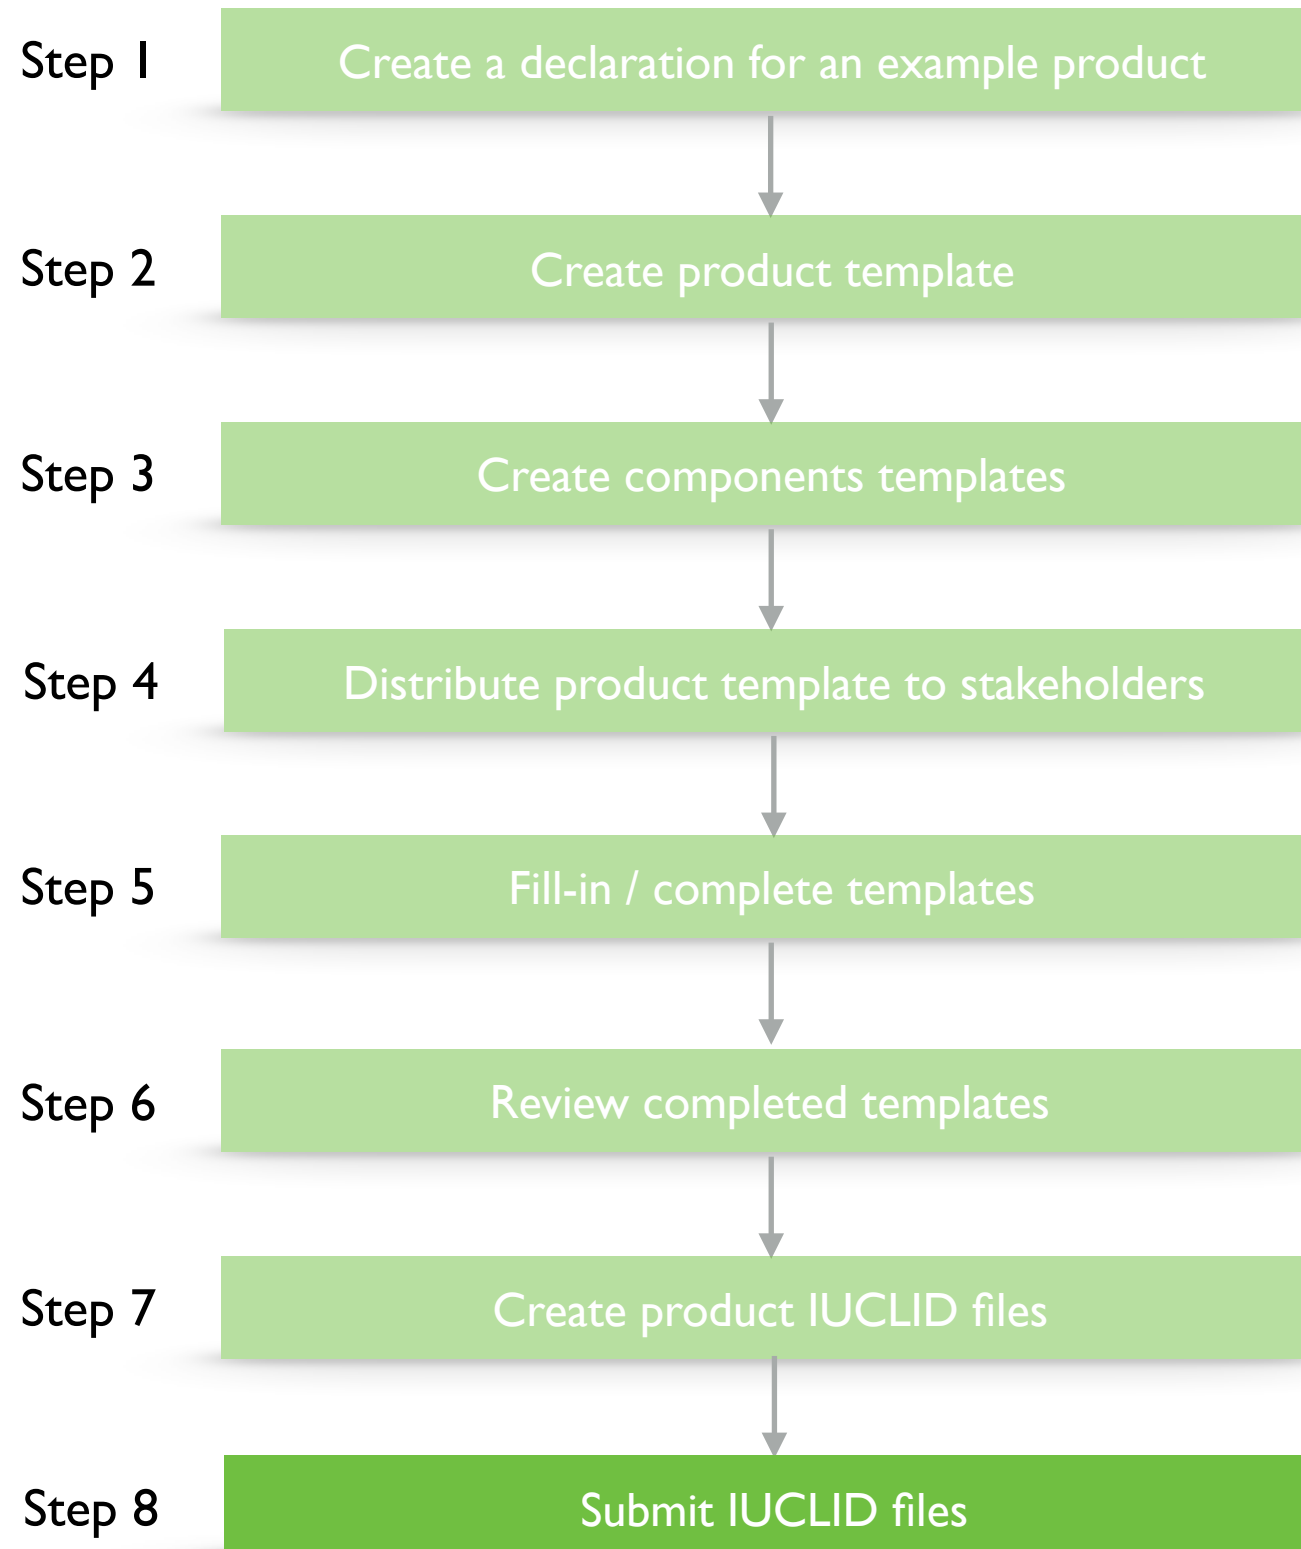 Step 1 Create a declaration for an example product
Step 2 Create product template
Step 3 Create components templates
Step 4 Distribute product template to stakeholders
Step 5 Fill-in / complete templates
Step 6 Review completed templates
Step 7 Create product IUCLID files
Step 8 Submit IUCLID files